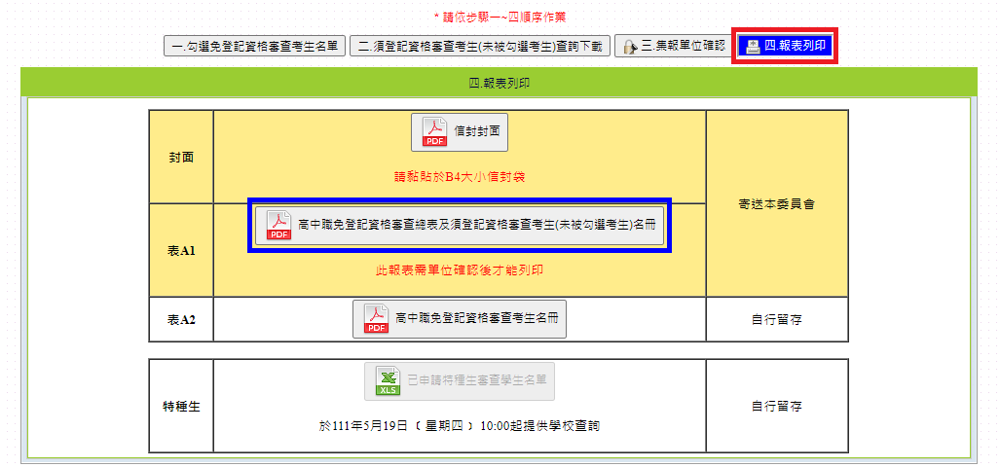 * 請依步驟一~四順序作業
一.勾選免登記資格審查考生名單
二.須登記資格審查考生(未被勾選考生)查詢下載
三.集報單位確認
四.報表列印
四.報表列印
封面
PDF
信封封面
請黏貼於B4大小信封袋
寄送本委員會
表A1
PDF
高中職免登記資格審查總表及須登記資格審查考生(未被勾選考生)名冊
此報表需單位確認後才能列印
表A2
PDF
高中職免登記資格審查考生名冊
自行留存
特種生
XLS
已申請特種生審查學生名單
於111年5月19日（星期四）10:00起提供學校查詢
自行留存